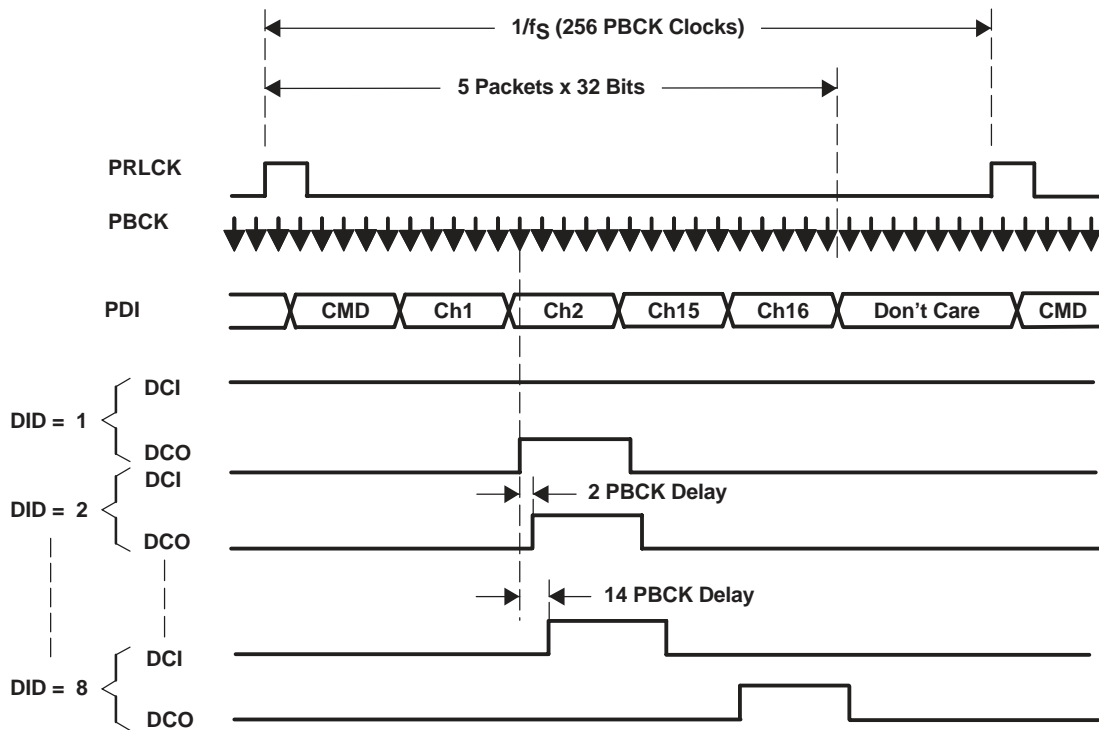 1/fS (256 PBCK Clocks)
5 Packets x 32 Bits
PRLCK
PBCK
PDI
CMD Ch1 Ch2 Ch15 Ch16 Don't Care CMD
DCI
DID = 1
DCO
DCI
2 PBCK Delay
DID = 2
DCO
14 PBCK Delay
DCI
DID = 8
DCO